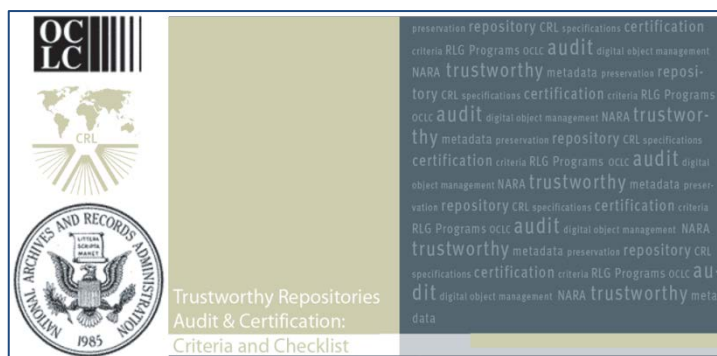 OC
LC
CRL
NATIONAL ARCHIVES AND RECORDS ADMINISTRATION
LITTERA
SCRIPTA
MANET
1985
Trustworthy Repositories
Audit & Certification:
Criteria and Checklist
preservation repository CRL specifications certification
criteria RLG Programs OCLC audit digital object management
NARA trustworthy metadata preservation reposi-
tory CRL specifications certification criteria RLG Programs
OCLC audit digital object management NARA trustwor-
thy metadata preservation repository CRL specifications
certification criteria RLG Programs OCLC audit digital
object management NARA trustworthy metadata preser-
vation repository CRL specifications certification criteria
RLG Programs OCLC audit digital object management NARA
trustworthy metadata preservation repository CRL
specifications certification criteria RLG Programs OCLC au-
dit digital object management NARA trustworthy meta
data